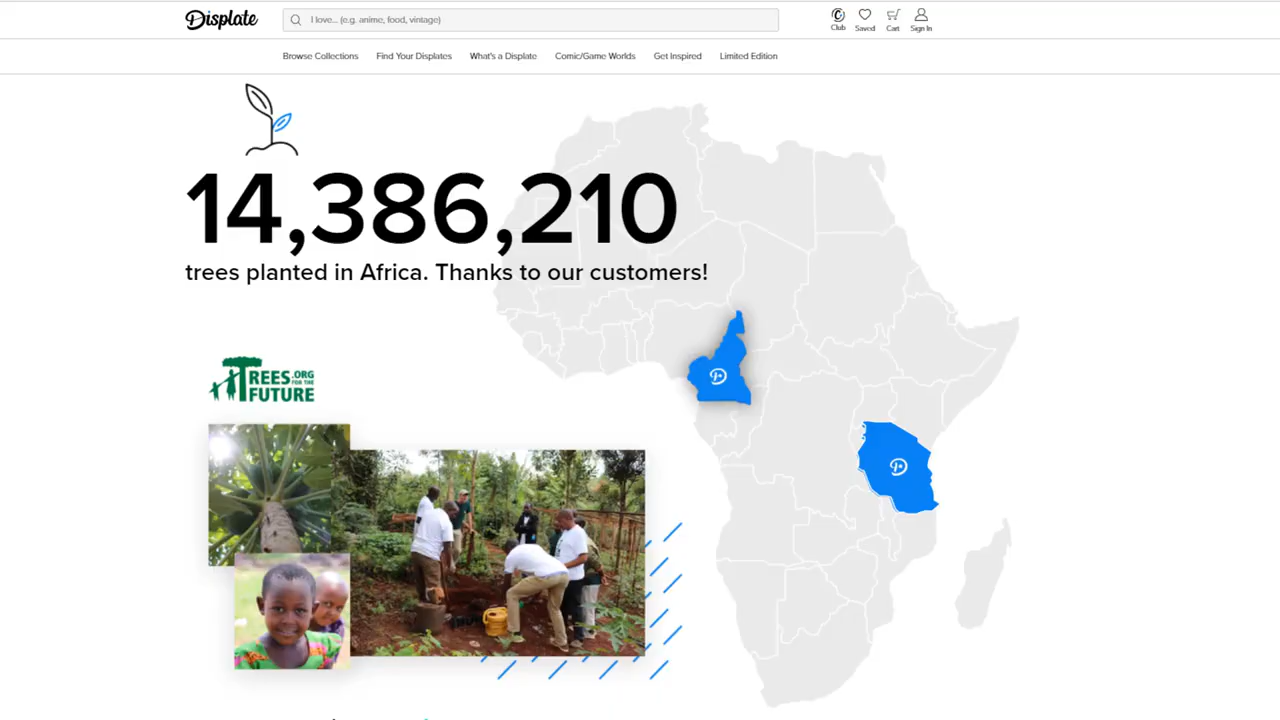 Displate
I love... (e.g. anime, food, vintage)
Club
Saved
Cart
Sign In
Browse Collections
Find Your Displates
What's a Displate
Comic/Game Worlds
Get Inspired
Limited Edition
14,386,210
trees planted in Africa. Thanks to our customers!
TREES.ORG
FOR THE
FUTURE